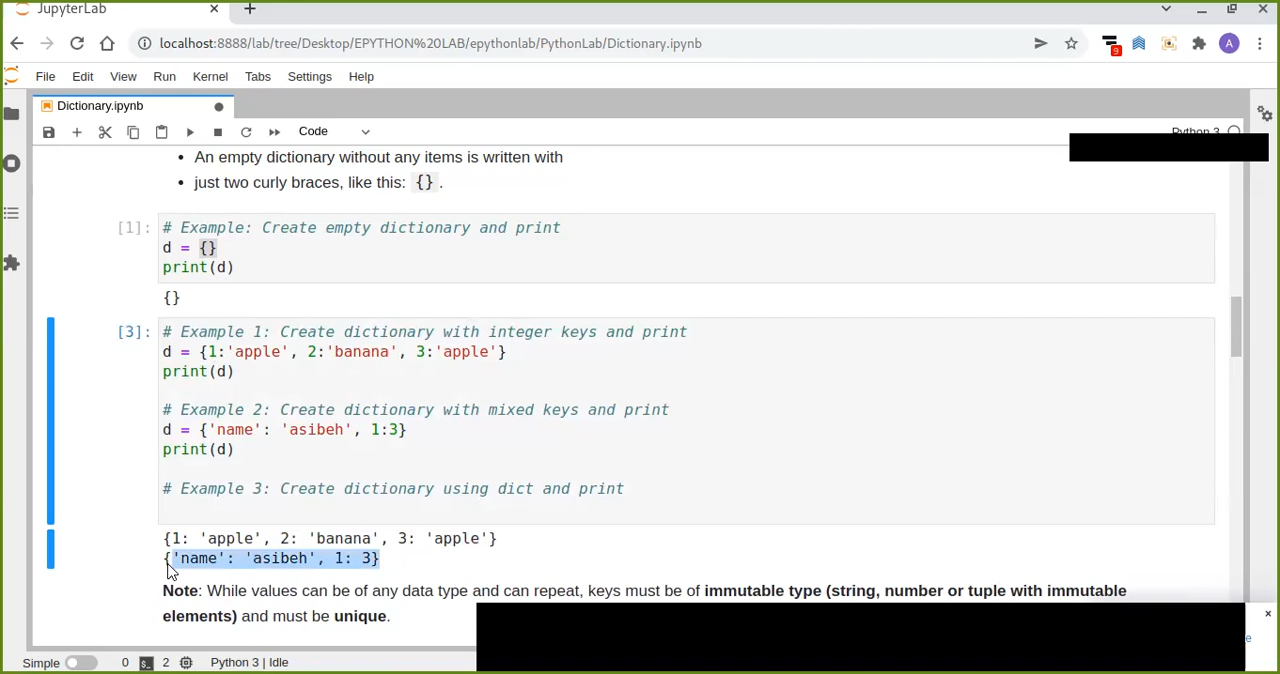 JupyterLab
localhost:8888/lab/tree/Desktop/EPYTHON%20LAB/epythonlab/PythonLab/Dictionary.ipynb
9
A
File Edit View Run Kernel Tabs Settings Help
Dictionary.ipynb
Code
Python 3
• An empty dictionary without any items is written with
• just two curly braces, like this: {}.
[1]: # Example: Create empty dictionary and print
d = {}
print(d)
{}
[3]: # Example 1: Create dictionary with integer keys and print
d = {1:'apple', 2:'banana', 3:'apple'}
print(d)
# Example 2: Create dictionary with mixed keys and print
d = {'name': 'asibeh', 1:3}
print(d)
# Example 3: Create dictionary using dict and print
{1: 'apple', 2: 'banana', 3: 'apple'}
{'name': 'asibeh', 1: 3}
Note: While values can be of any data type and can repeat, keys must be of immutable type (string, number or tuple with immutable
elements) and must be unique.
Simple 0 2 Python 3 | Idle